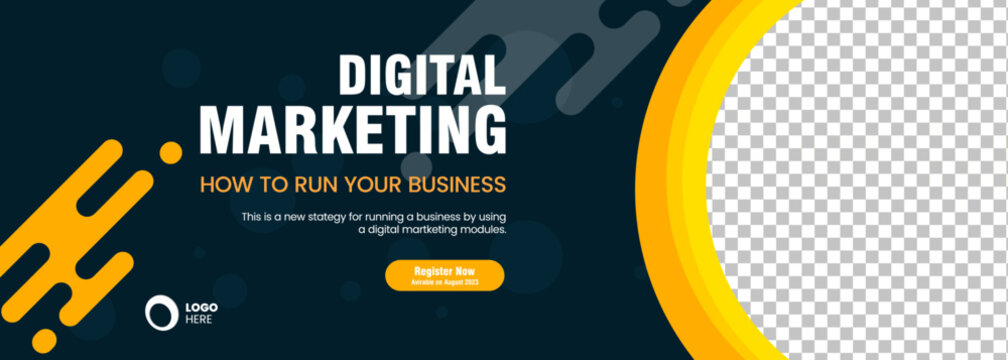 DIGITAL
MARKETING
HOW TO RUN YOUR BUSINESS
This is a new stategy for running a business by using
a digital martketing modules.
Register Now
Avirable on August 2023
LOGO
HERE